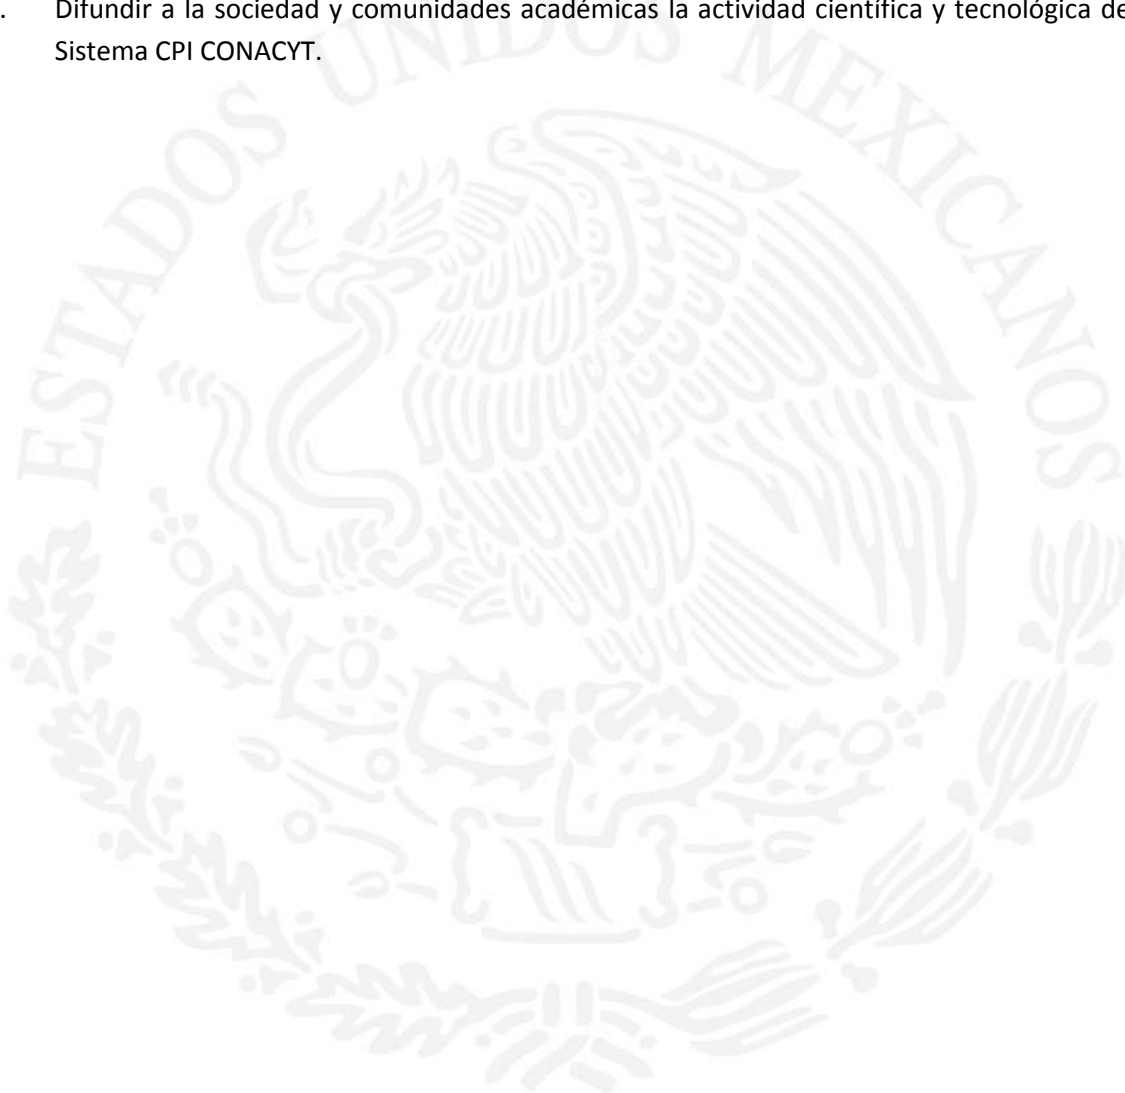 . Difundir a la sociedad y comunidades académicas la actividad científica y tecnológica de
Sistema CPI CONACYT.
ESTADOS UNIDOS MEXICANOS